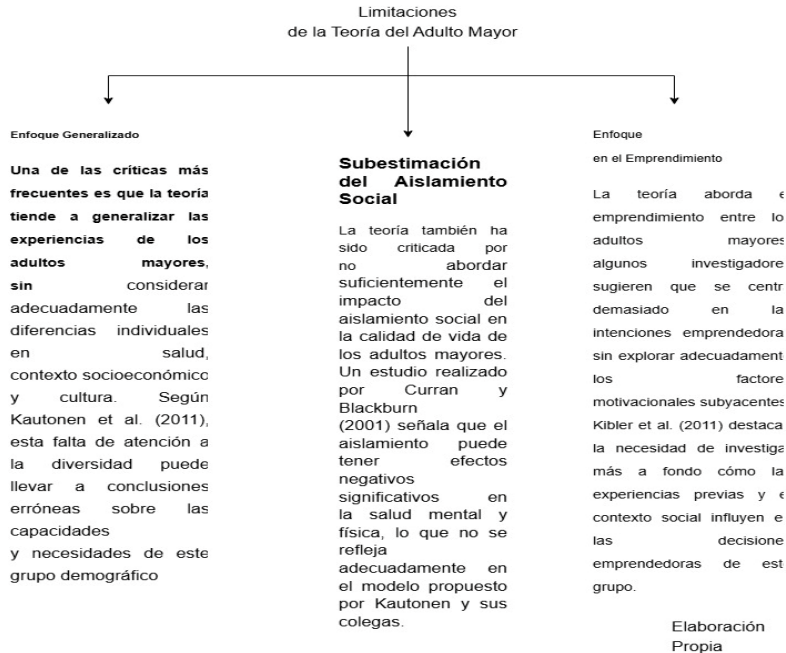 Limitaciones
de la Teoría del Adulto Mayor
Enfoque Generalizado
Una de las críticas más
frecuentes es que la teoría
tiende a generalizar las
experiencias de los
adultos mayores,
sin considerar
adecuadamente las
diferencias individuales
en salud,
contexto socioeconómico
y cultura. Según
Kautonen et al. (2011),
esta falta de atención a
la diversidad puede
llevar a conclusiones
erróneas sobre las
capacidades
y necesidades de este
grupo demográfico
Subestimación
del Aislamiento
Social
La teoría también ha
sido criticada por
no abordar
suficientemente el
impacto del
aislamiento social en
la calidad de vida de
los adultos mayores.
Un estudio realizado
por Curran y
Blackburn
(2001) señala que el
aislamiento puede
tener efectos
negativos
significativos en
la salud mental y
física, lo que no se
refleja
adecuadamente en
el modelo propuesto
por Kautonen y sus
colegas.
Enfoque
en el Emprendimiento
La teoría aborda e
emprendimiento entre lo
adultos mayores
algunos investigadore
sugieren que se centr
demasiado en la
intenciones emprendedora
sin explorar adecuadament
los factore
motivacionales subyacentes
Kibler et al. (2011) destaca
la necesidad de investiga
más a fondo cómo la
experiencias previas y e
contexto social influyen e
las decisione
emprendedoras de est
grupo.
Elaboración
Propia